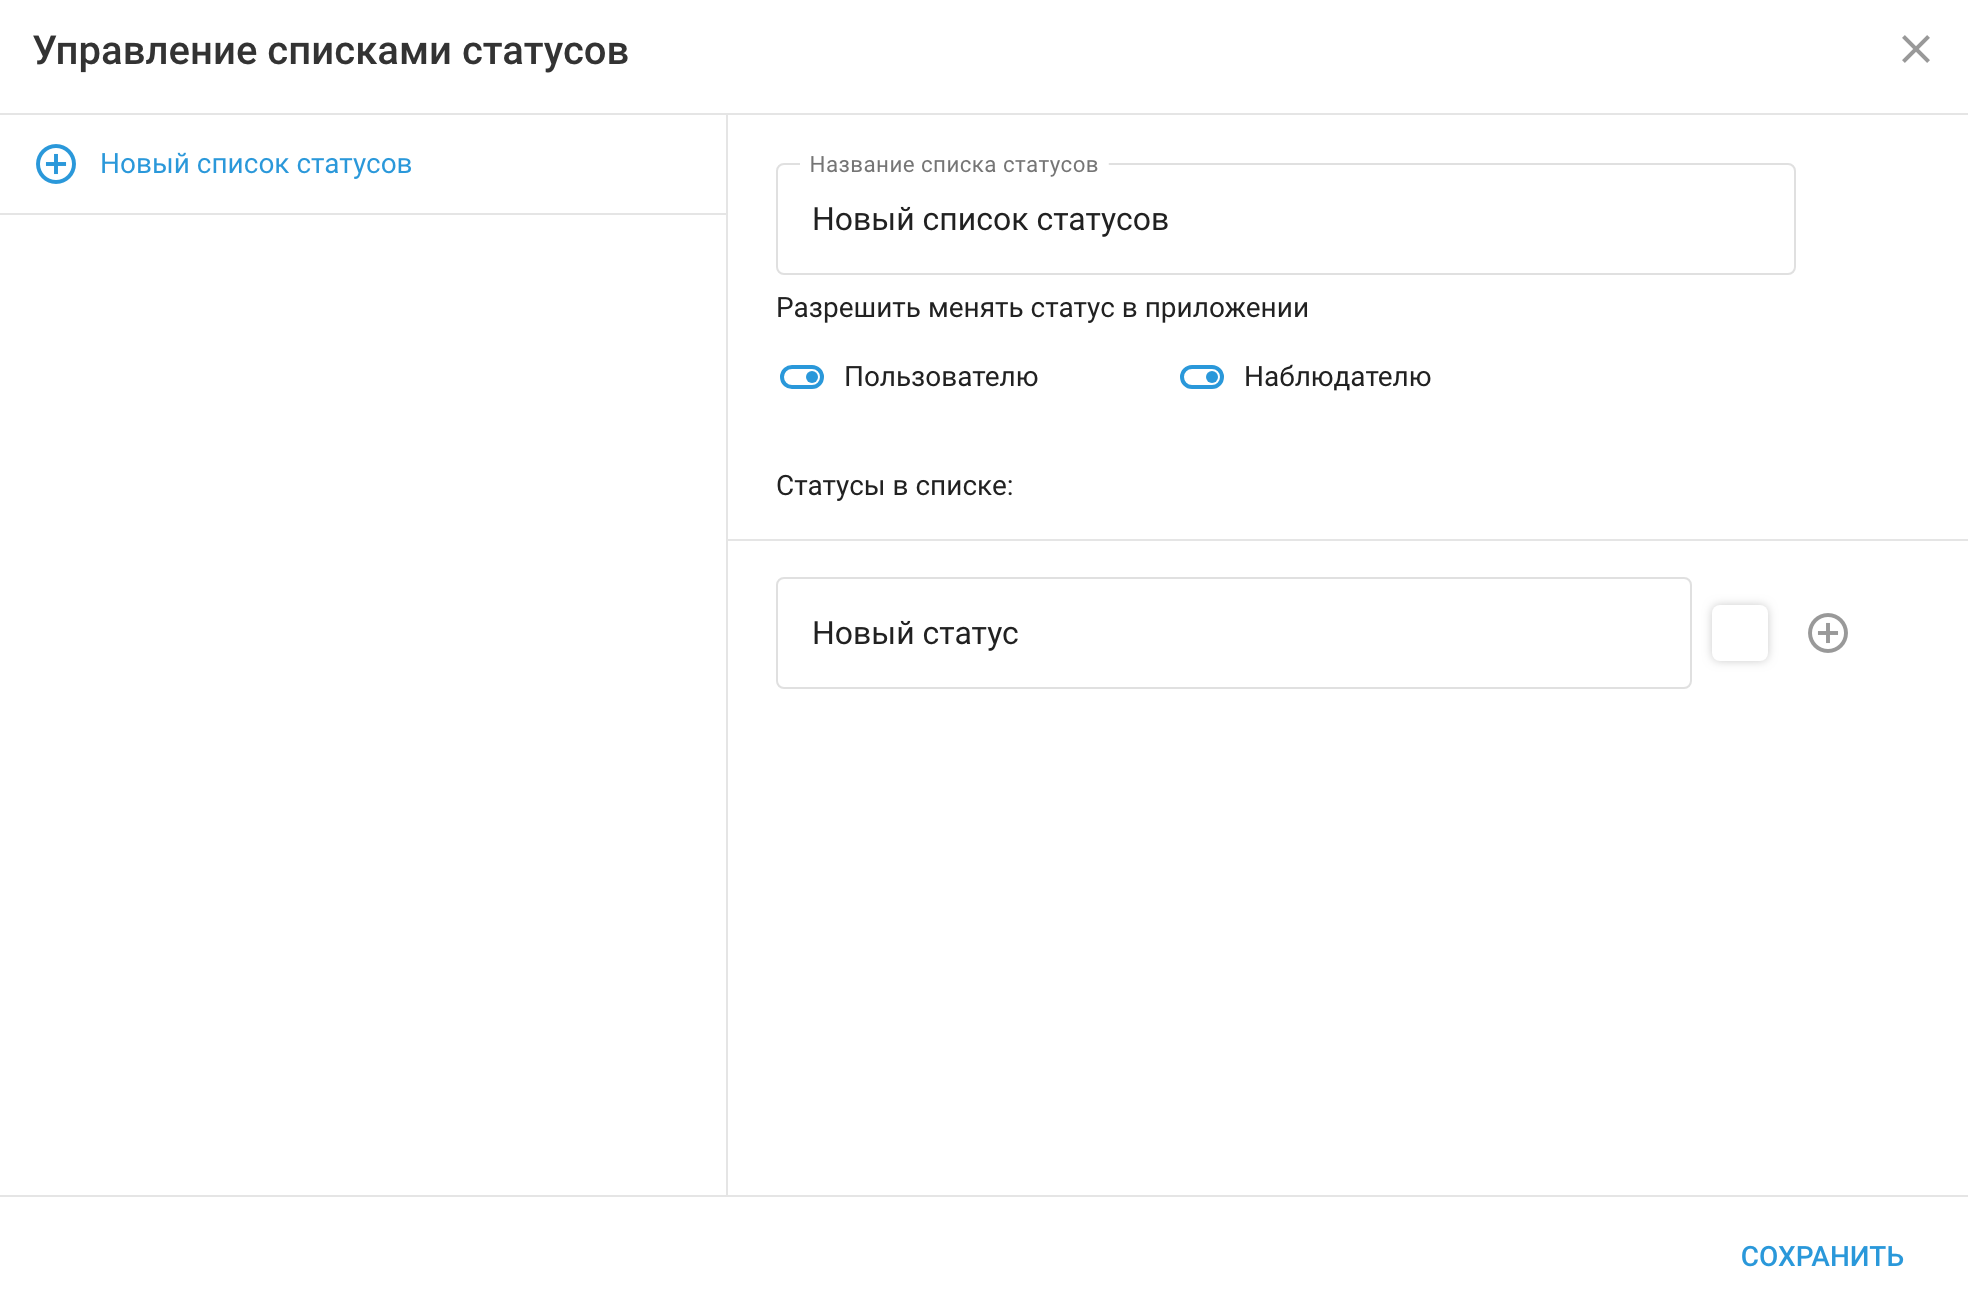 Управление списками статусов
Новый список статусов
Название списка статусов
Новый список статусов
Разрешить менять статус в приложении
Пользователю
Наблюдателю
Статусы в списке:
Новый статус
СОХРАНИТЬ